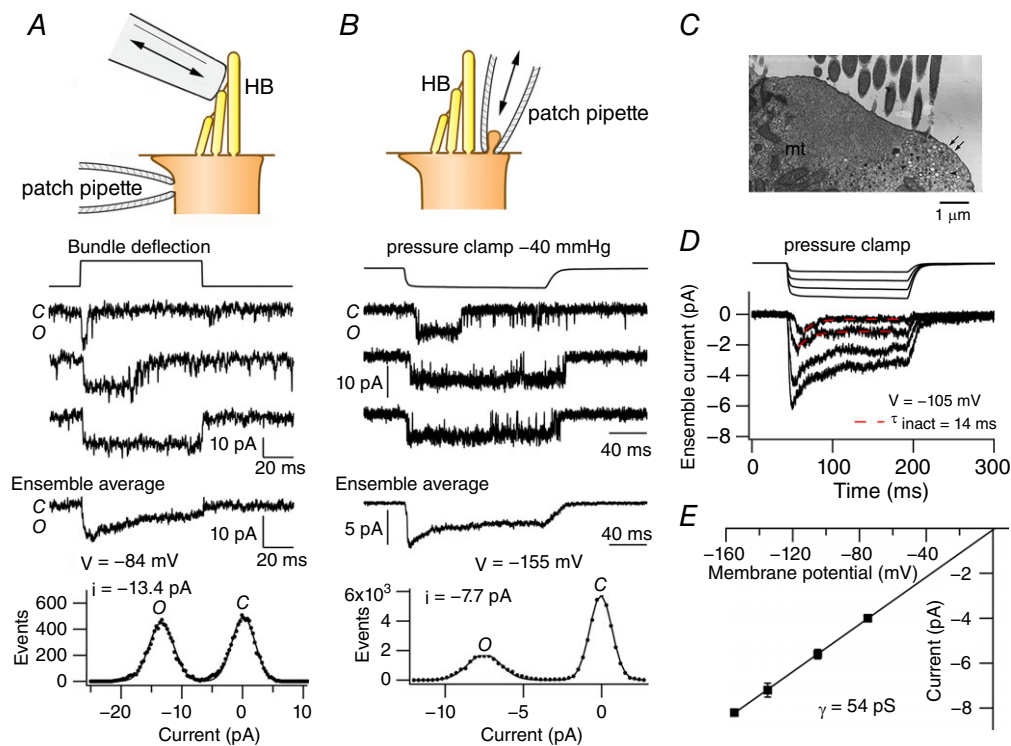 A
HB
patch pipette
Bundle deflection
C
O
10 pA
20 ms
Ensemble average
C
O
10 pA
20 ms
V = −84 mV
i = −13.4 pA
Events
600
400
200
0
O
C
−20
−10
0
10
Current (pA)
B
HB
patch pipette
pressure clamp −40 mmHg
C
O
10 pA
40 ms
Ensemble average
5 pA
40 ms
V = −155 mV
i = −7.7 pA
Events
6x10³
4
2
0
O
C
−10
−5
0
Current (pA)
C
mt
1 μm
D
pressure clamp
Ensemble current (pA)
0
−2
−4
−6
−8
V = −105 mV
τ inact = 14 ms
0
100
200
300
Time (ms)
E
−160
−120
−80
−40
Membrane potential (mV)
−2
−4
−6
−8
Current (pA)
γ = 54 pS